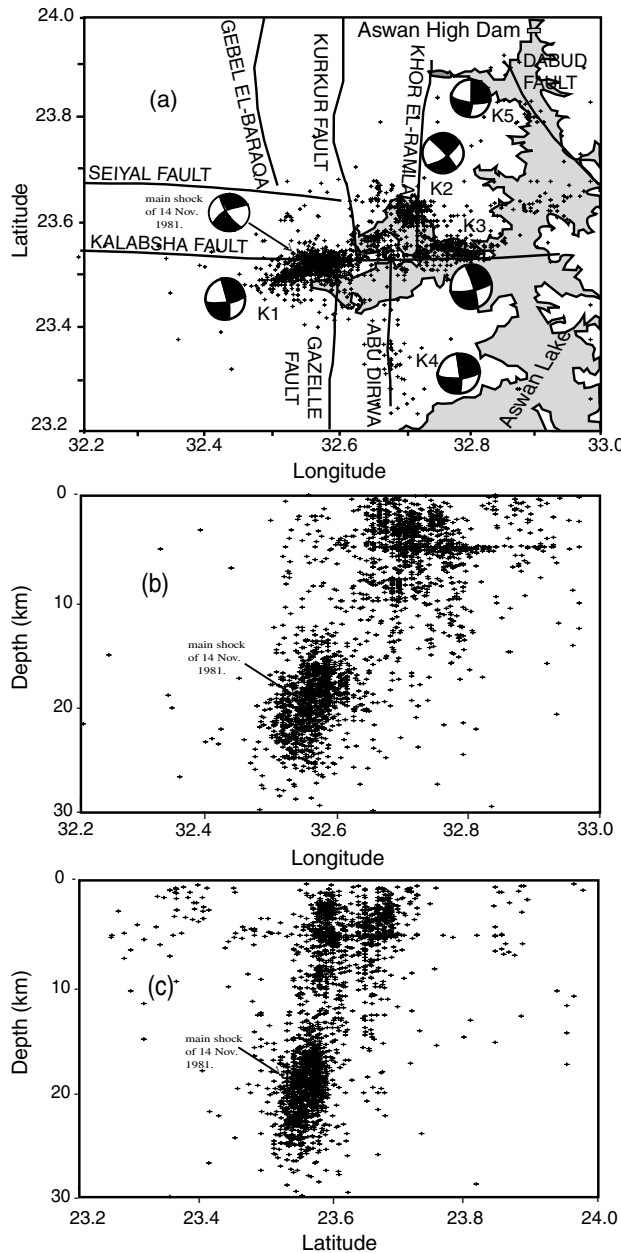 24.0
Aswan High Dam
(a)
GEBEL EL-BARAQA
KURKUR FAULT
KHOR EL-RAMLA
DABUD
FAULT
23.8
K5
K2
SEIYAL FAULT
main shock
of 14 Nov.
1981.
23.6
K3
KALABSHA FAULT
Latitude
23.4
K1
GAZELLE
FAULT
ABU DIRWA
K4
Aswan Lake
23.2
32.2
32.4
32.6
32.8
33.0
Longitude
0
(b)
10
main shock
of 14 Nov.
1981.
Depth (km)
20
30
32.2
32.4
32.6
32.8
33.0
Longitude
0
(c)
10
main shock
of 14 Nov.
1981.
Depth (km)
20
30
23.2
23.4
23.6
23.8
24.0
Latitude